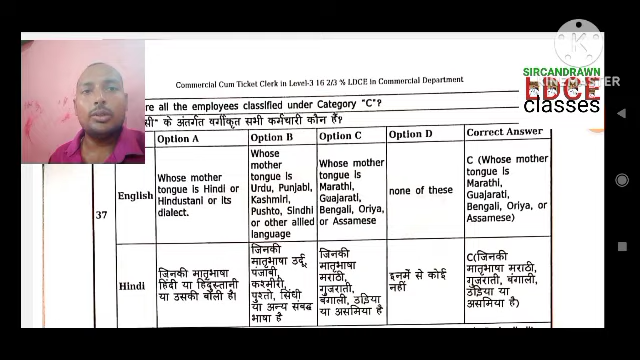 SIRCANDRAWN
KINEMASTER
LDCE
classes
Commercial Cum Ticket Clerk in Level-3 16 2/3 % LDCE in Commercial Department
re all the employees classified under Category "C"?
सी" के अंतर्गत वर्गीकृत सभी कर्मचारी कौन हैं?
Option A
Option B
Option C
Option D
Correct Answer
37
English
Whose mother
tongue is Hindi or
Hindustani or its
dialect.
Whose
mother
tongue is
Urdu, Punjabi,
Kashmiri,
Pushto, Sindhi
or other allied
language
Whose mother
tongue is
Marathi,
Guajarati,
Bengali, Oriya,
or Assamese
none of these
C (Whose mother
tongue is
Marathi,
Guajarati,
Bengali, Oriya, or
Assamese)
Hindi
जिनकी मातृभाषा
हिंदी या हिंदुस्तानी
या उसकी बोली है।
जिनकी
मातृभाषा उर्दू,
पंजाबी,
कश्मीरी,
पुश्तो, सिंधी
या अन्य संबद्ध
भाषा है
जिनकी
मातृभाषा
मराठी,
गुजराती,
बंगाली, उड़िया
या असमिया है
इनमें से कोई
नहीं
C(जिनकी
मातृभाषा मराठी,
गुजराती, बंगाली,
उड़िया या
असमिया है)